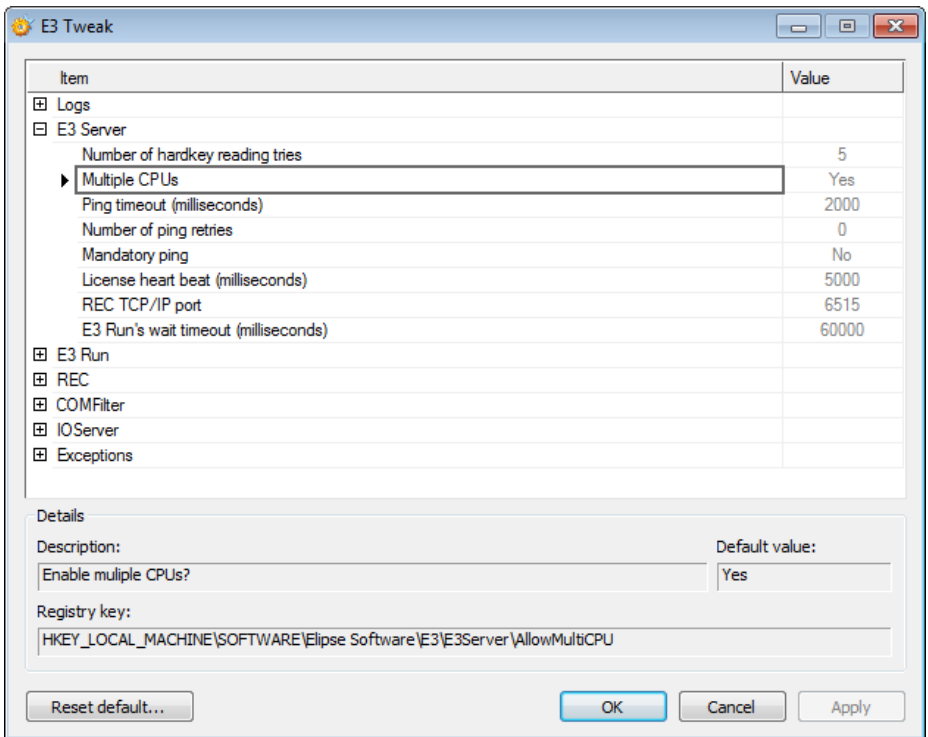 E3 Tweak
Item Value
Logs
E3 Server
Number of hardkey reading tries 5
Multiple CPUs Yes
Ping timeout (milliseconds) 2000
Number of ping retries 0
Mandatory ping No
License heart beat (milliseconds) 5000
REC TCP/IP port 6515
E3 Run's wait timeout (milliseconds) 60000
E3 Run
REC
COMFilter
IOServer
Exceptions
Details
Description: Default value:
Enable muliple CPUs? Yes
Registry key:
HKEY_LOCAL_MACHINE\SOFTWARE\Elipse Software\E3\E3Server\AllowMultiCPU
Reset default... OK Cancel Apply